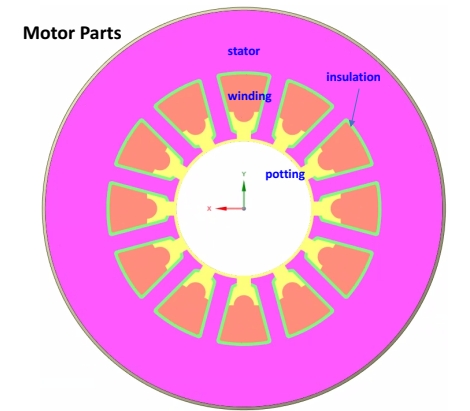 Motor Parts
stator
insulation
winding
potting
Y
X